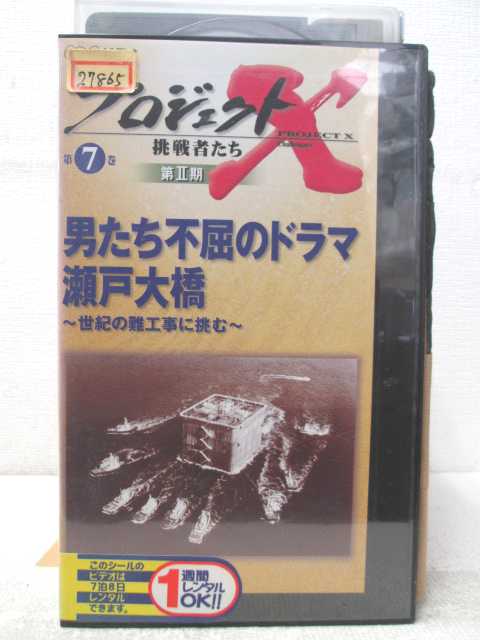 27865
プロジェクトX
PROJECT X
Challengers
挑戦者たち
第7巻
第II期
男たち不屈のドラマ
瀬戸大橋
～世紀の難工事に挑む～
このシールの
ビデオは
7泊8日
レンタル
できます。
1週間
レンタル
OK!!